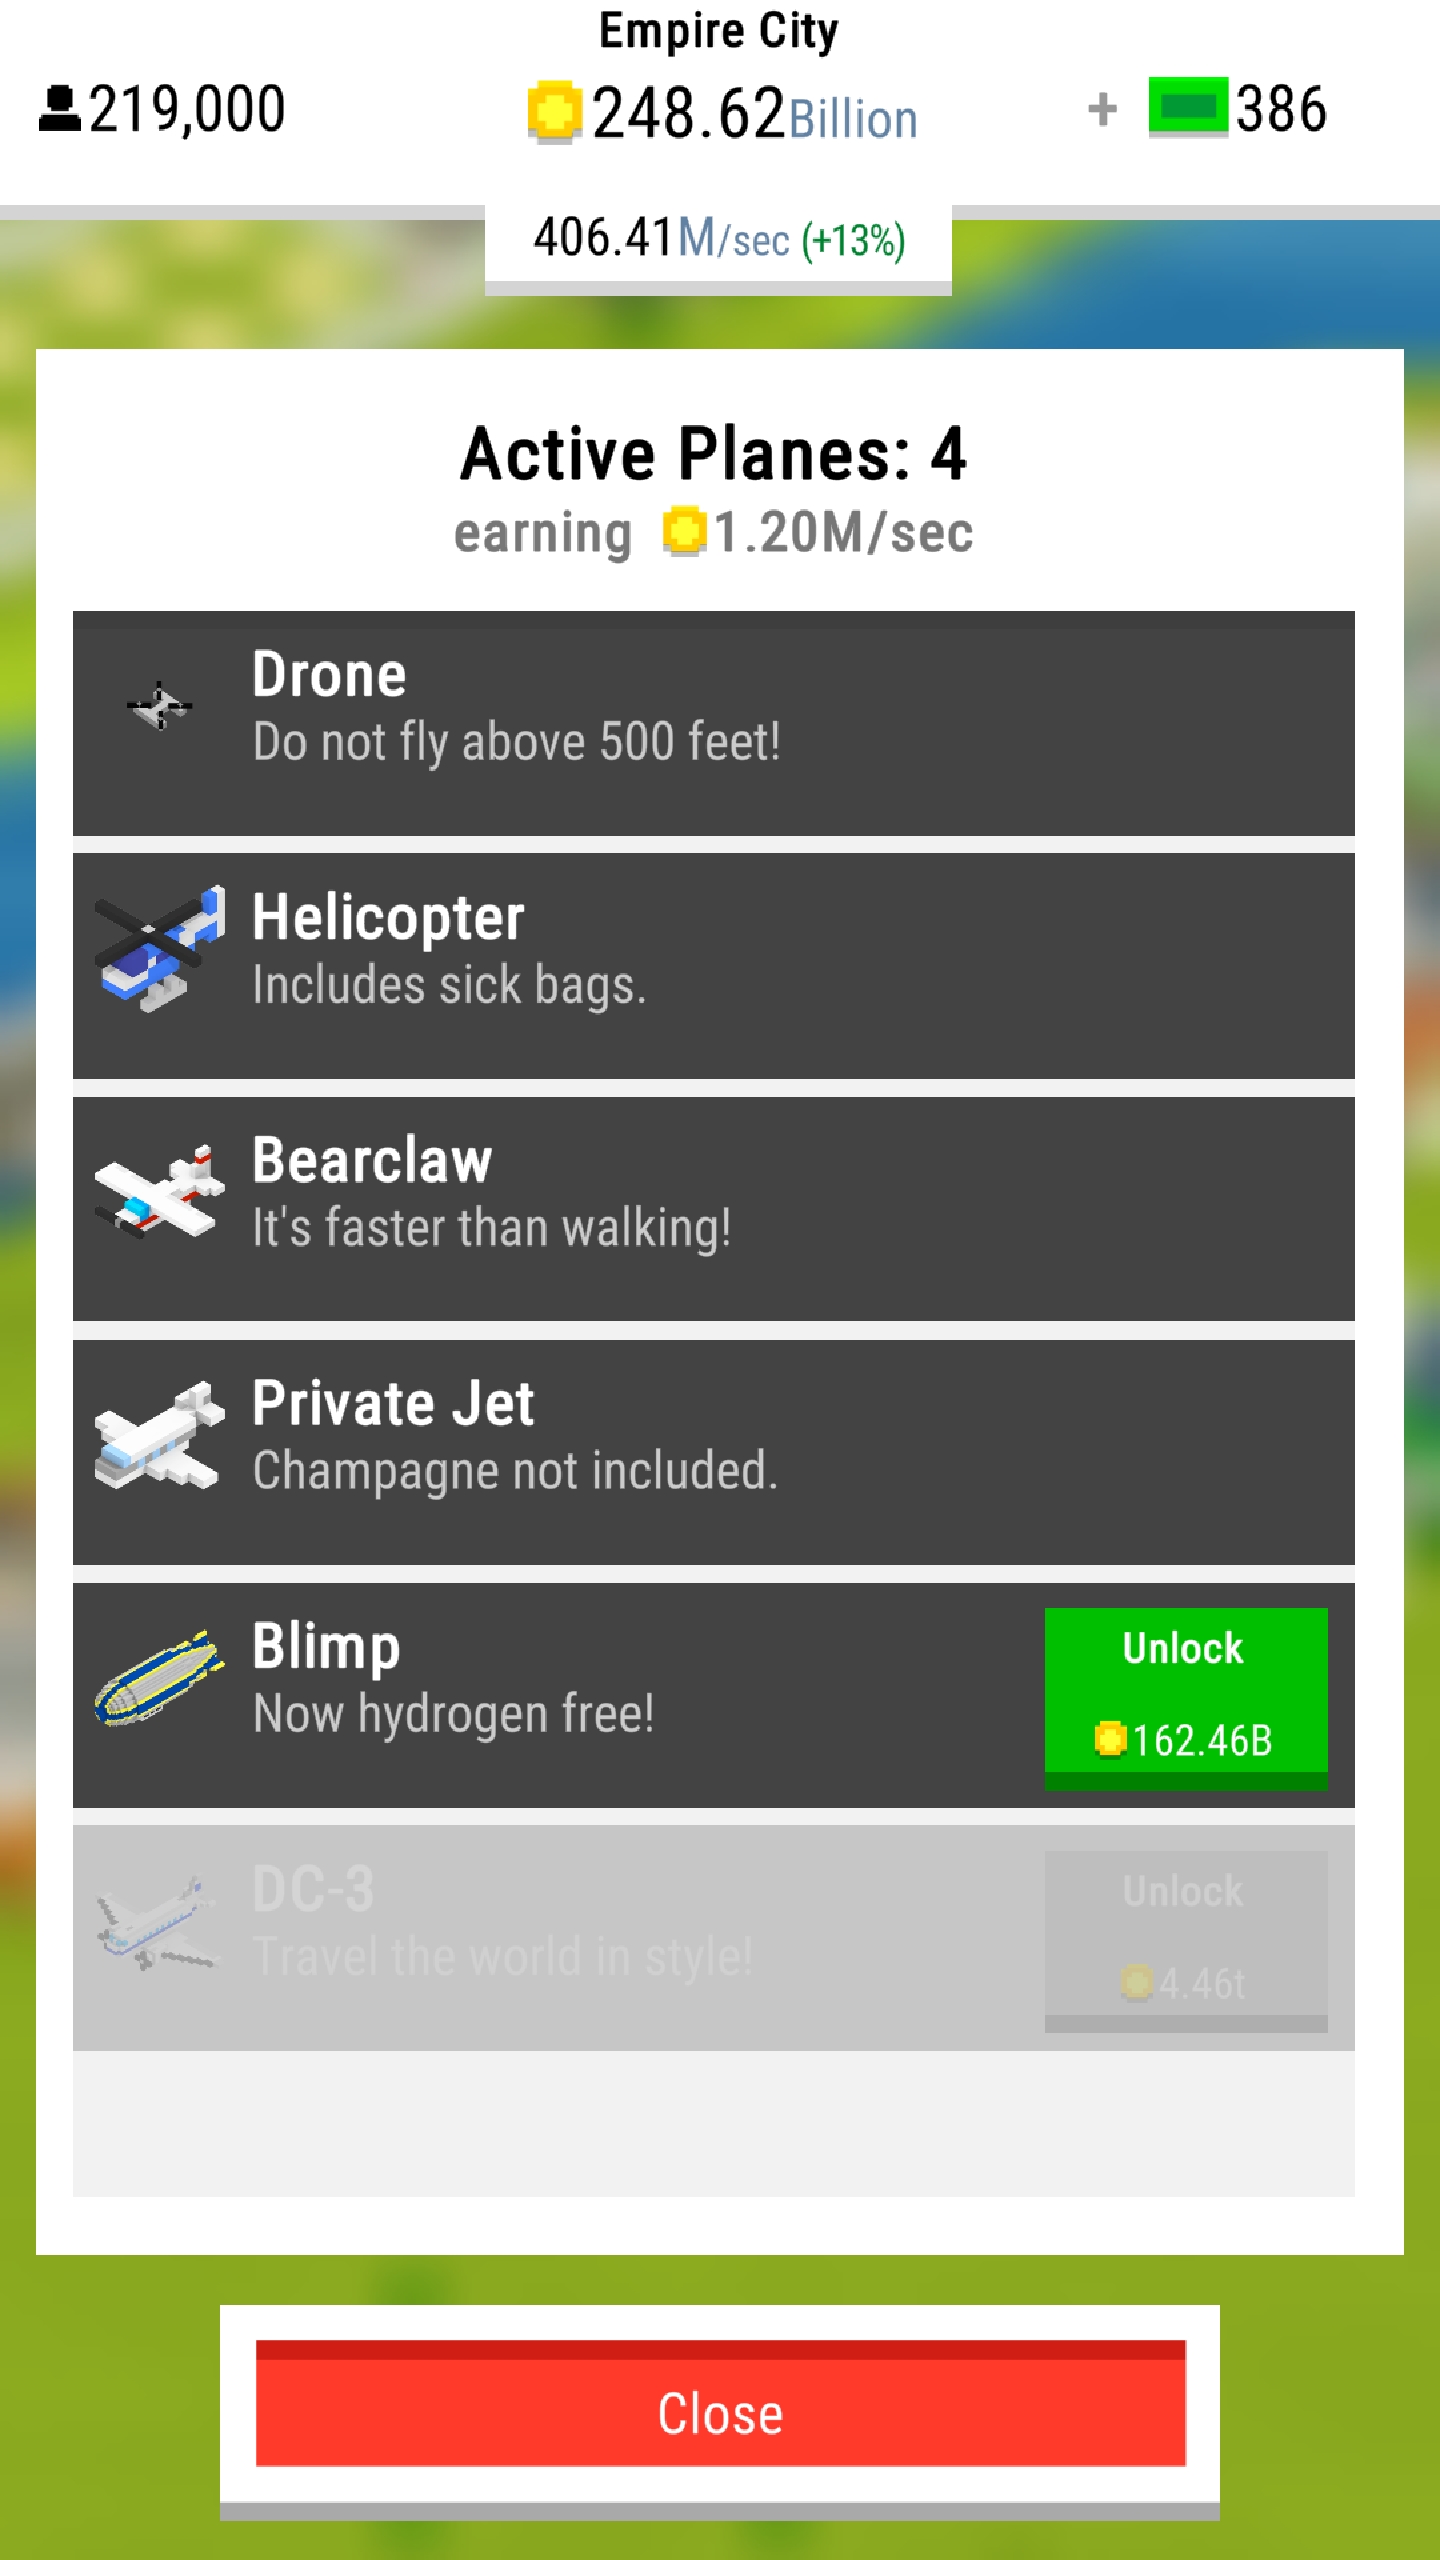 Empire City
219,000
248.62Billion
+ 386
406.41M/sec (+13%)
Active Planes: 4
earning 1.20M/sec
Drone
Do not fly above 500 feet!
Helicopter
Includes sick bags.
Bearclaw
It's faster than walking!
Private Jet
Champagne not included.
Blimp
Now hydrogen free!
Unlock
162.46B
DC-3
Travel the world in style!
Unlock
4.46t
Close